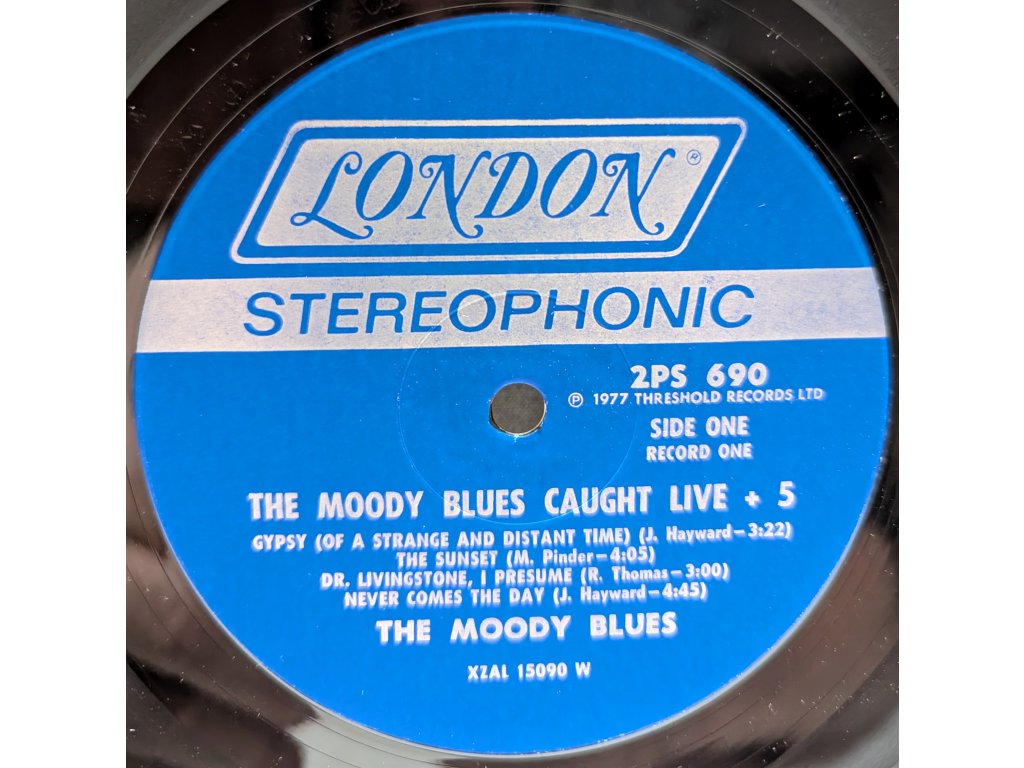 LONDON®
STEREOPHONIC
2PS 690
℗ 1977 THRESHOLD RECORDS LTD
SIDE ONE
RECORD ONE
THE MOODY BLUES CAUGHT LIVE + 5
GYPSY (OF A STRANGE AND DISTANT TIME) (J. Hayward—3:22)
THE SUNSET (M. Pinder—4:05)
DR. LIVINGSTONE, I PRESUME (R. Thomas—3:00)
NEVER COMES THE DAY (J. Hayward—4:45)
THE MOODY BLUES
XZAL 15090 W